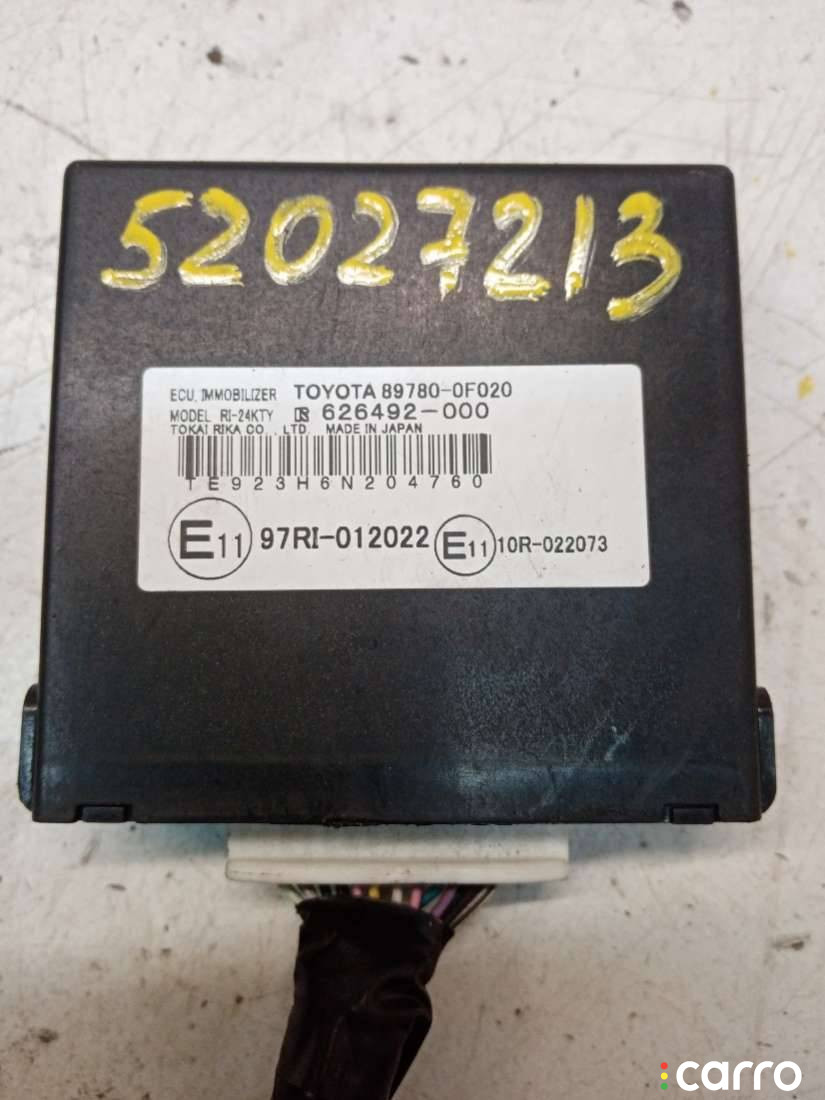 52027213
ECU, IMMOBILIZER TOYOTA 89780-0F020
MODEL RI-24KTY 626492-000
TOKAI RIKA CO., LTD. MADE IN JAPAN
TE923H6N204760
E11 97RI-012022 E11 10R-022073
carro